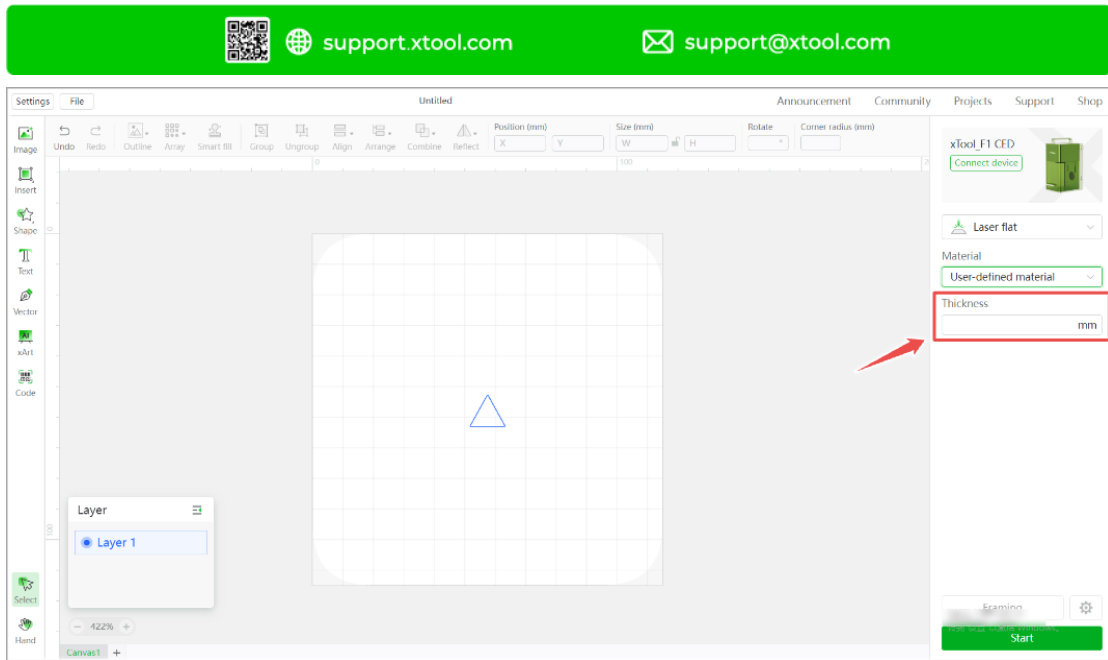 support.xtool.com
support@xtool.com
Settings File Untitled Announcement Community Projects Support Shop
Image
Undo Redo Outline Array Smart fill Group Ungroup Align Arrange Combine Reflect
Position (mm) Size (mm) Rotate Corner radius (mm)
X Y W H °
0 100
xTool_F1 CED
Connect device
Insert
Shape
Text
Vector
AI
xArt
Code
0
100
Laser flat
Material
User-defined material
Thickness
mm
Layer
Layer 1
Select
Hand
422%
Canvas1
Framing
Start